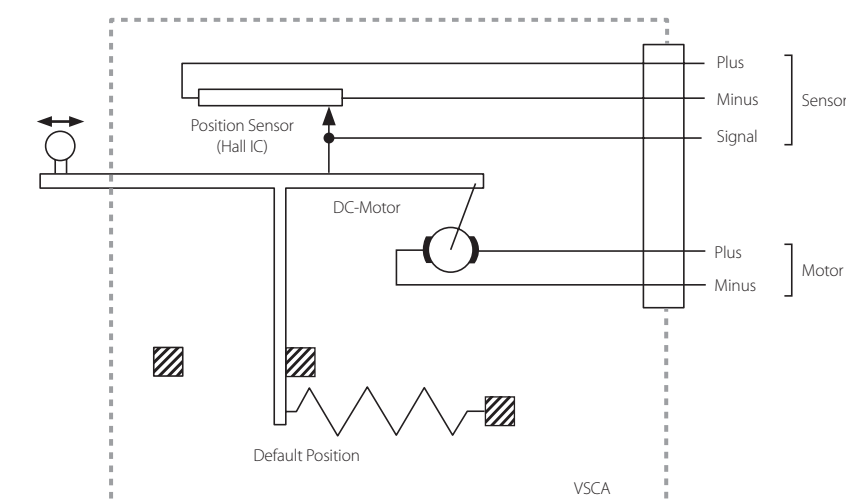 Plus
Minus
Sensor
Signal
Position Sensor
(Hall IC)
DC-Motor
Plus
Motor
Minus
Default Position
VSCA